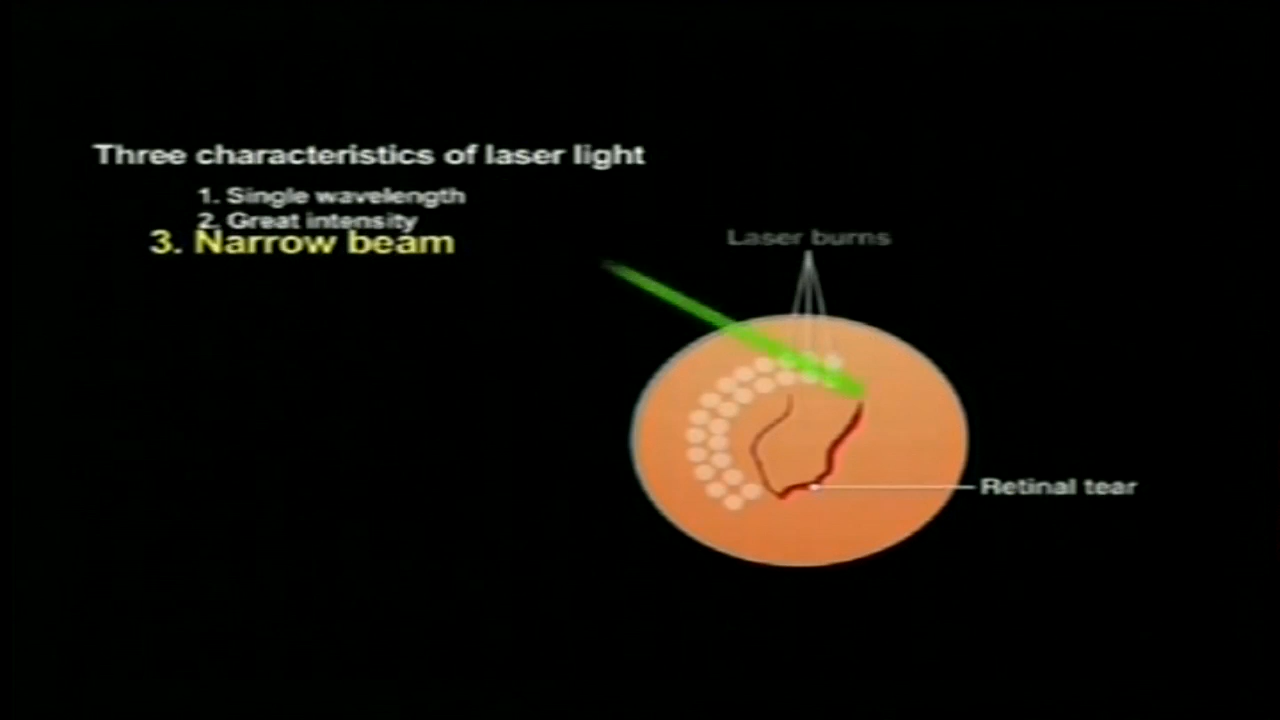 Three characteristics of laser light
1. Single wavelength
2. Great intensity
3. Narrow beam
Laser burns
Retinal tear